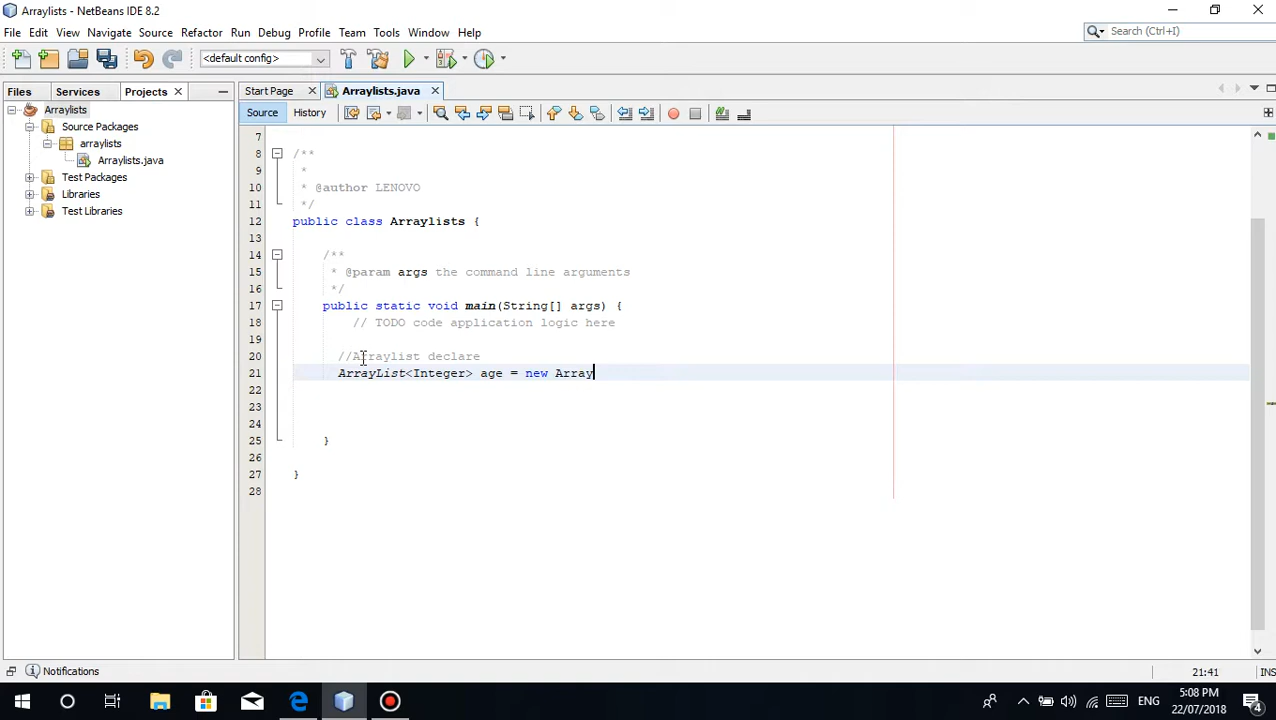 Arraylists - NetBeans IDE 8.2
File Edit View Navigate Source Refactor Run Debug Profile Team Tools Window Help
Search (Ctrl+I)
<default config>
Files Services Projects
Start Page Arraylists.java
Source History
Arraylists
Source Packages
arraylists
Arraylists.java
Test Packages
Libraries
Test Libraries
7
8 /**
9 *
10 * @author LENOVO
11 */
12 public class Arraylists {
13
14 /**
15 * @param args the command line arguments
16 */
17 public static void main(String[] args) {
18 // TODO code application logic here
19
20 //Arraylist declare
21 ArrayList<Integer> age = new Array
22
23
24
25 }
26
27 }
28
Notifications
21:41 INS
ENG
5:08 PM
22/07/2018
4